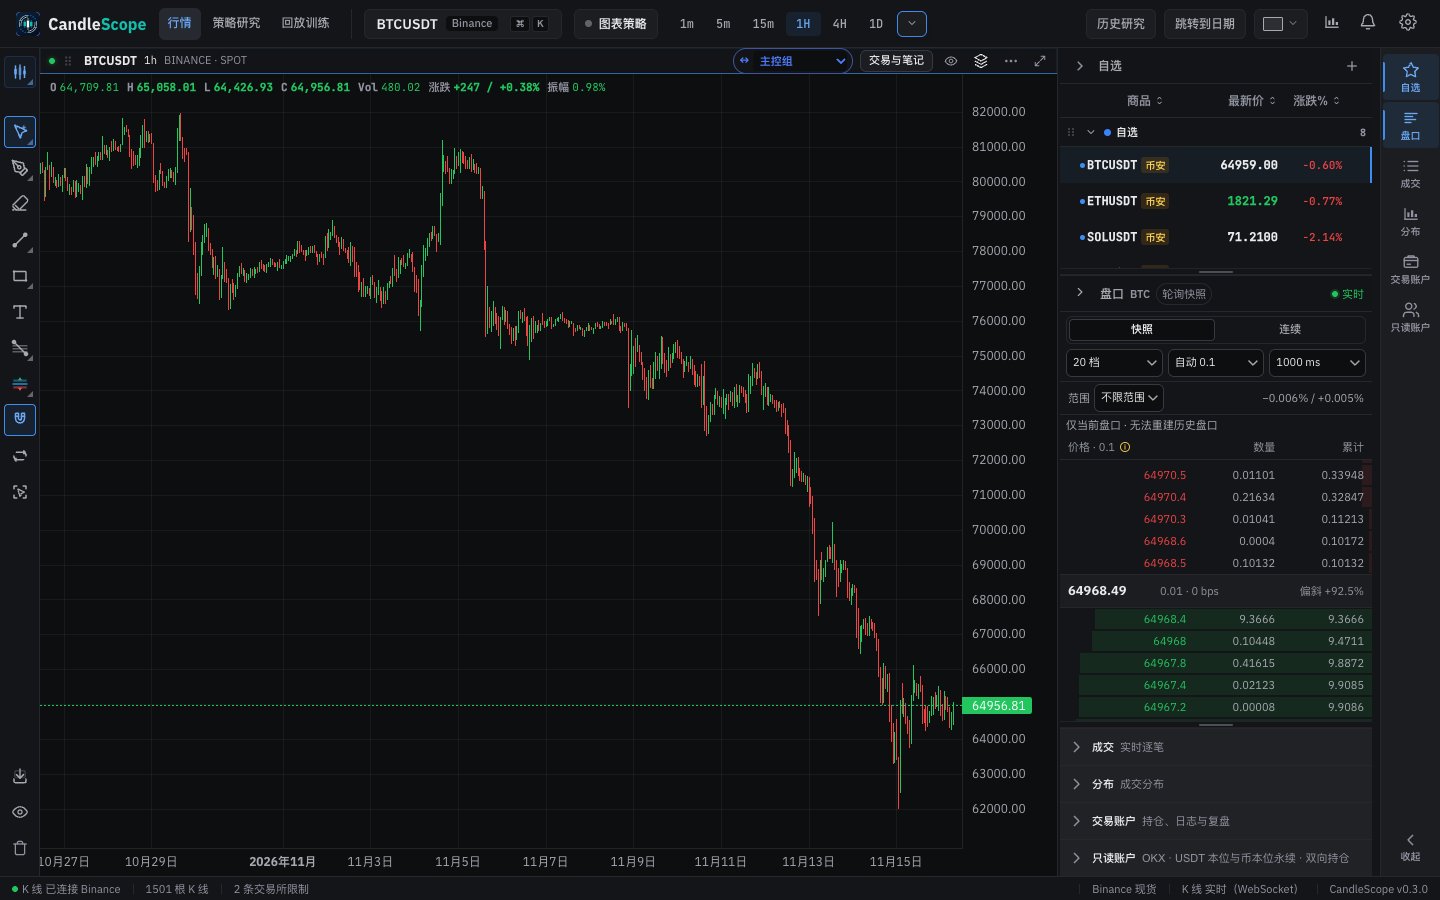 CandleScope 行情 策略研究 回放训练 BTCUSDT Binance ⌘ K 图表策略 1m 5m 15m 1H 4H 1D 历史研究 跳转到日期
BTCUSDT 1h BINANCE · SPOT 主控组 交易与笔记
O 64,709.81 H 65,058.01 L 64,426.93 C 64,956.81 Vol 480.02 涨跌 +247 / +0.38% 振幅 0.98%
82000.00
81000.00
80000.00
79000.00
78000.00
77000.00
76000.00
75000.00
74000.00
73000.00
72000.00
71000.00
70000.00
69000.00
68000.00
67000.00
66000.00
64956.81
64000.00
63000.00
62000.00
10月27日 10月29日 2026年11月 11月3日 11月5日 11月7日 11月9日 11月11日 11月13日 11月15日
自选
商品 最新价 涨跌%
自选 8
BTCUSDT 币安 64959.00 -0.60%
ETHUSDT 币安 1821.29 -0.77%
SOLUSDT 币安 71.2100 -2.14%
盘口 BTC 轮询快照 实时
快照 连续
20 档 自动 0.1 1000 ms
范围 不限范围 −0.006% / +0.005%
仅当前盘口 · 无法重建历史盘口
价格 · 0.1 数量 累计
64970.5 0.01101 0.33948
64970.4 0.21634 0.32847
64970.3 0.01041 0.11213
64968.6 0.0004 0.10172
64968.5 0.10132 0.10132
64968.49 0.01 · 0 bps 偏斜 +92.5%
64968.4 9.3666 9.3666
64968 0.10448 9.4711
64967.8 0.41615 9.8872
64967.4 0.02123 9.9085
64967.2 0.00008 9.9086
成交 实时逐笔
分布 成交分布
交易账户 持仓、日志与复盘
只读账户 OKX · USDT 本位与币本位永续 · 双向持仓
自选
盘口
成交
分布
交易账户
只读账户
收起
K 线 已连接 Binance 1501 根 K 线 2 条交易所限制 Binance 现货 K 线 实时（WebSocket） CandleScope v0.3.0